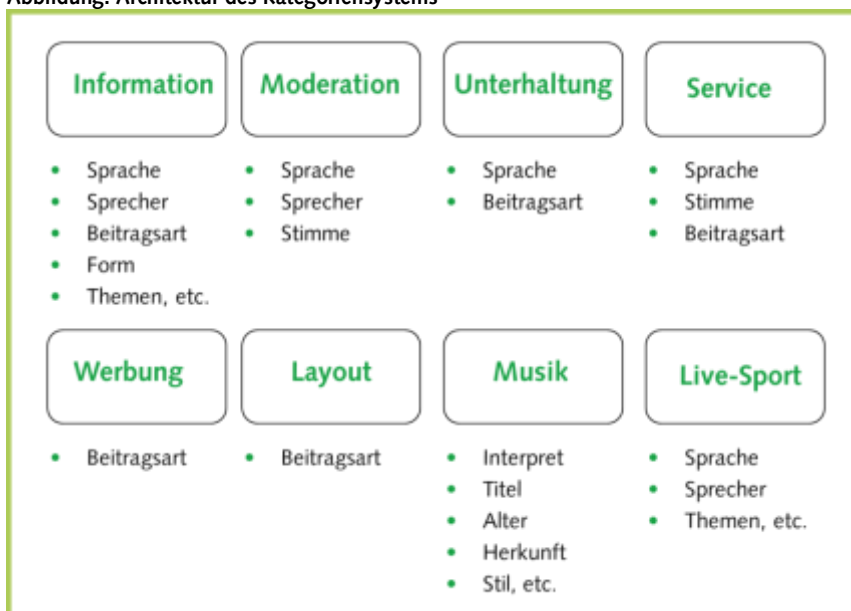 Abbildung: Architektur des Kategoriensystems
Information
Sprache
Sprecher
Beitragsart
Form
Themen, etc.
Moderation
Sprache
Sprecher
Stimme
Unterhaltung
Sprache
Beitragsart
Service
Sprache
Stimme
Beitragsart
Werbung
Beitragsart
Layout
Beitragsart
Musik
Interpret
Titel
Alter
Herkunft
Stil, etc.
Live-Sport
Sprache
Sprecher
Themen, etc.